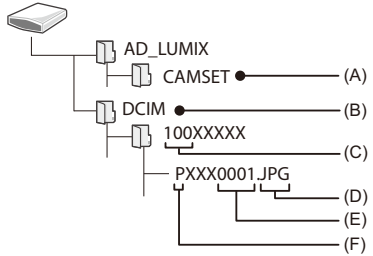 AD_LUMIX
CAMSET
(A)
DCIM
(B)
100XXXXX
(C)
PXXX0001.JPG
(D)
(E)
(F)